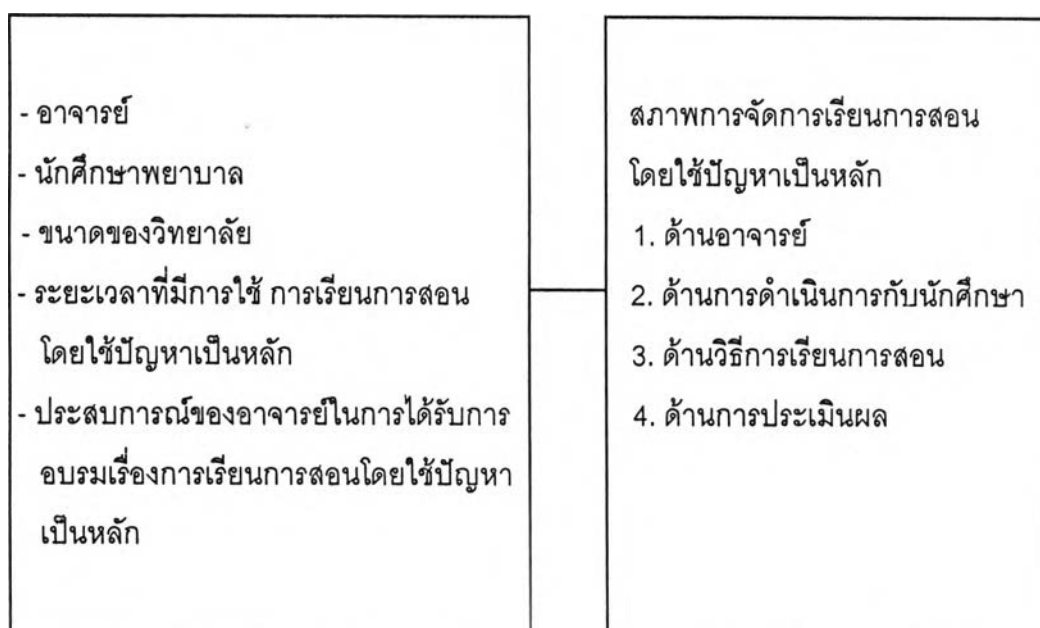 - อาจารย์
- นักศึกษาพยาบาล
- ขนาดของวิทยาลัย
- ระยะเวลาที่มีการใช้ การเรียนการสอน
โดยใช้ปัญหาเป็นหลัก
- ประสบการณ์ของอาจารย์ในการได้รับการ
อบรมเรื่องการเรียนการสอนโดยใช้ปัญหา
เป็นหลัก
สภาพการจัดการเรียนการสอน
โดยใช้ปัญหาเป็นหลัก
1. ด้านอาจารย์
2. ด้านการดำเนินการกับนักศึกษา
3. ด้านวิธีการเรียนการสอน
4. ด้านการประเมินผล